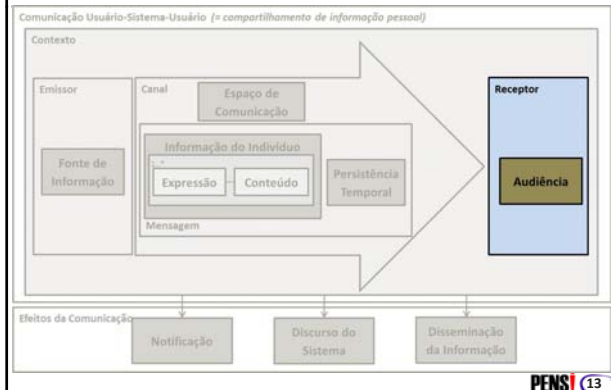 Comunicação Usuário-Sistema-Usuário (= compartilhamento de informação pessoal)
Contexto
Emissor
Canal
Espaço de
Comunicação
Receptor
Informação do Indivíduo
Fonte de
Informação
1..*
Expressão
Conteúdo
Persistência
Temporal
Audiência
Mensagem
Efeitos da Comunicação
Notificação
Discurso do
Sistema
Disseminação
da Informação
PENSi 13